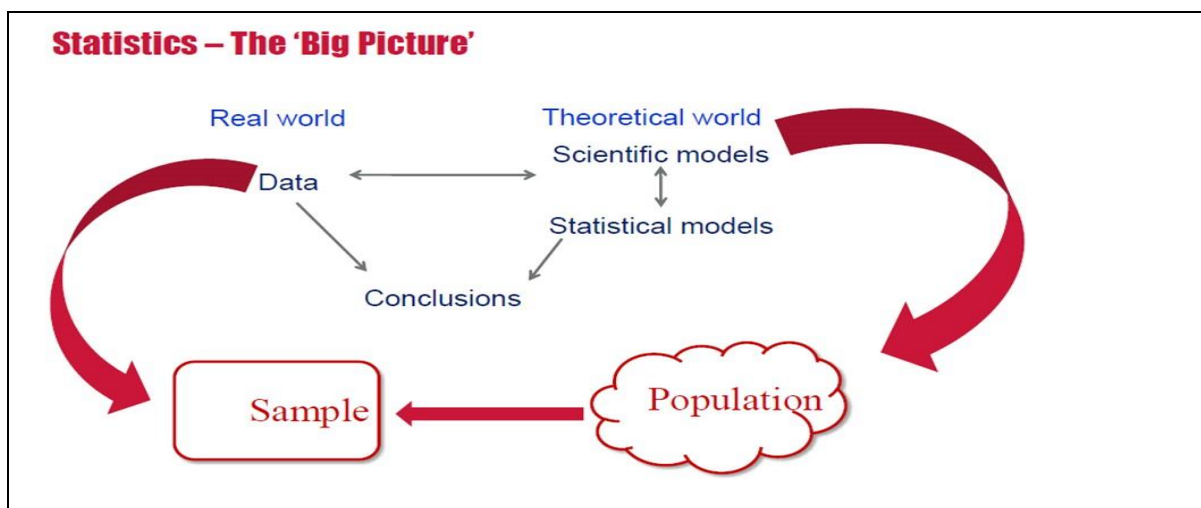 Statistics – The ‘Big Picture’
Real world
Theoretical world
Scientific models
Data
Statistical models
Conclusions
Sample
Population